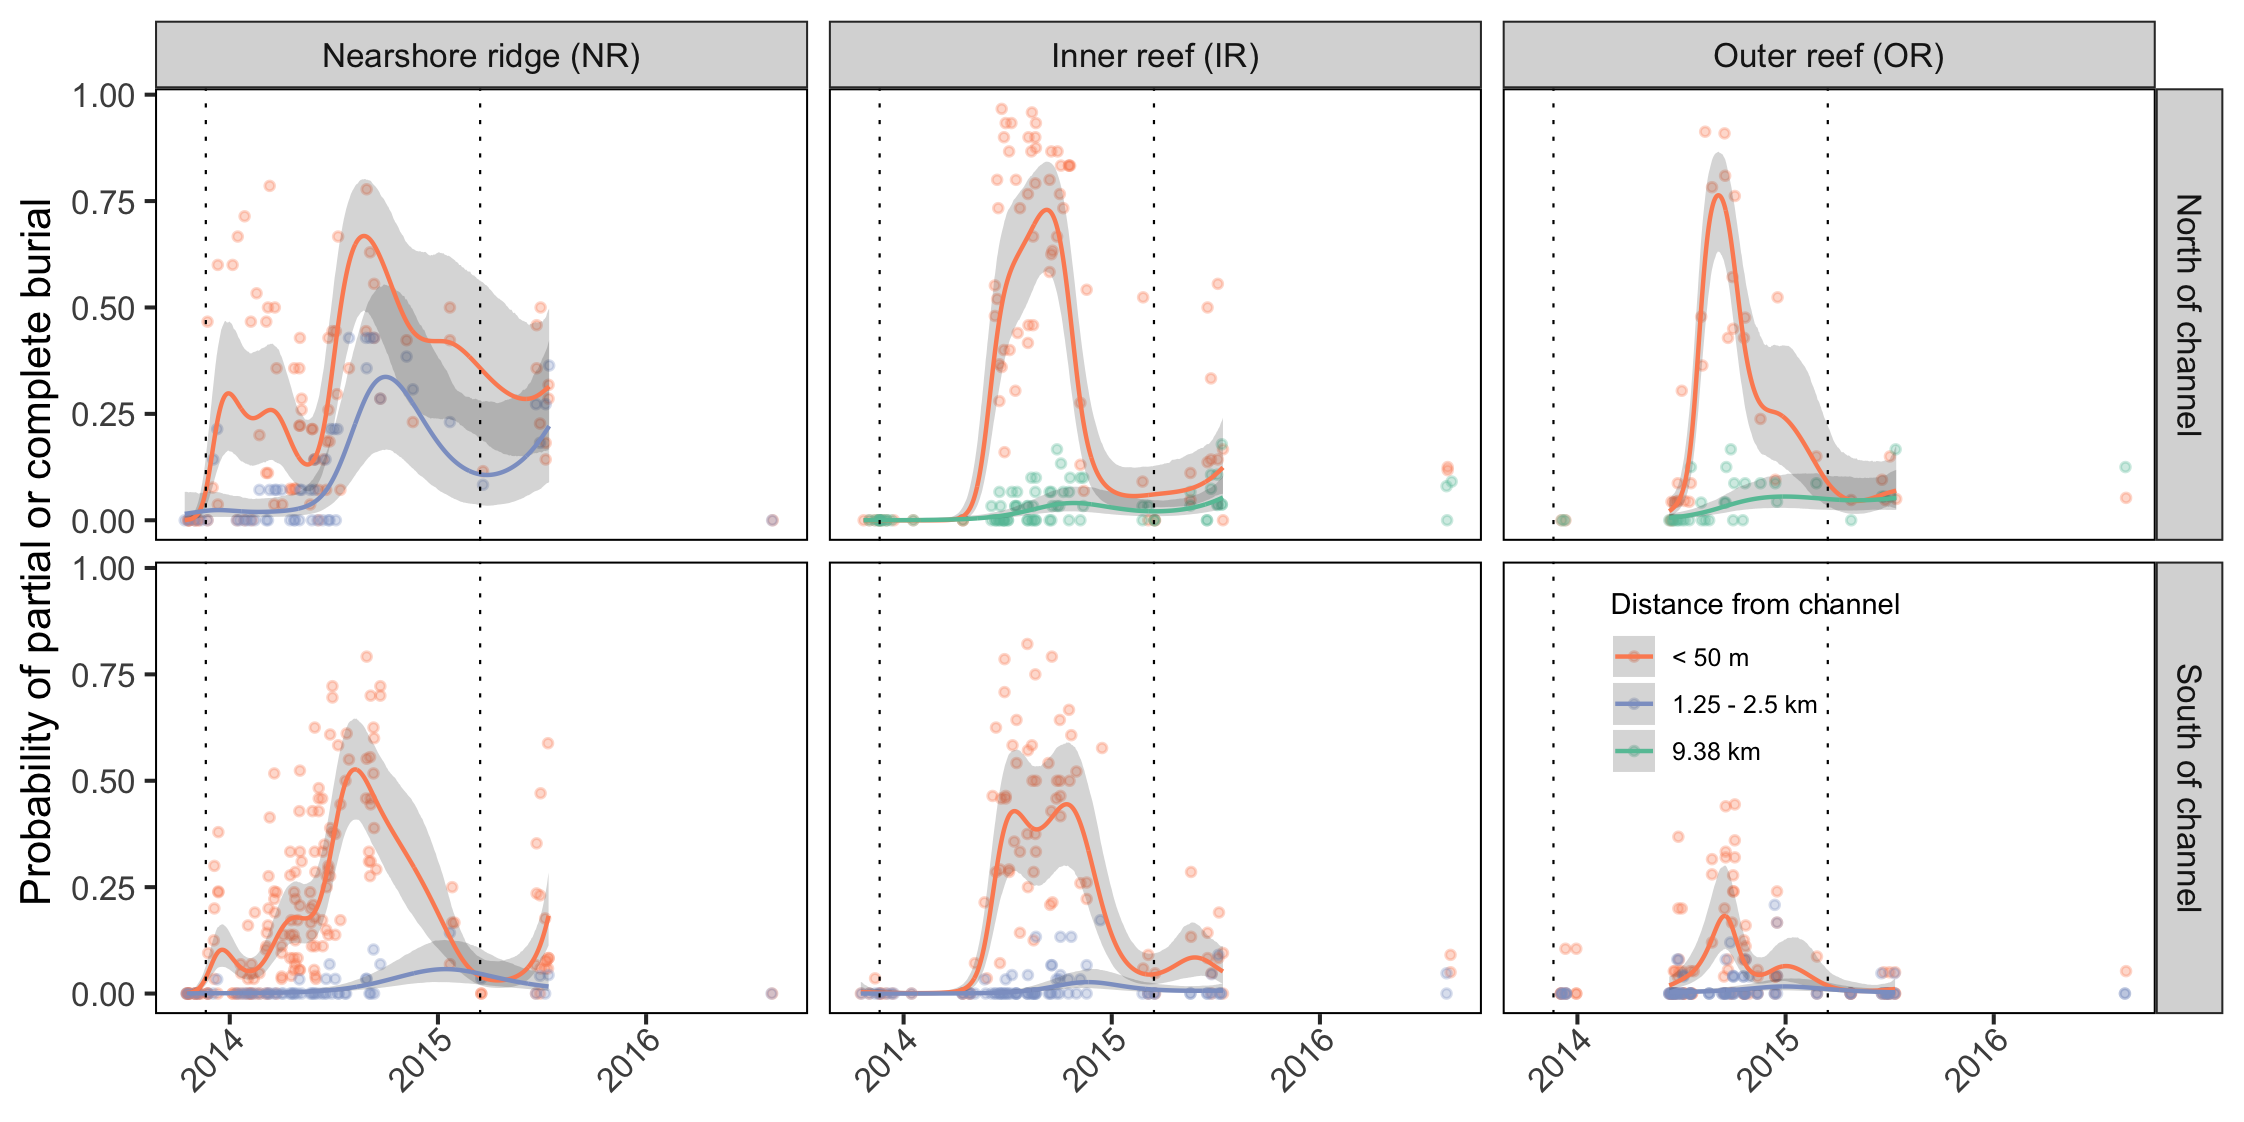 Nearshore ridge (NR)
Inner reef (IR)
Outer reef (OR)
Probability of partial or complete burial
1.00
0.75
0.50
0.25
0.00
North of channel
1.00
0.75
0.50
0.25
0.00
South of channel
Distance from channel
< 50 m
1.25 - 2.5 km
9.38 km
2014
2015
2016
2014
2015
2016
2014
2015
2016